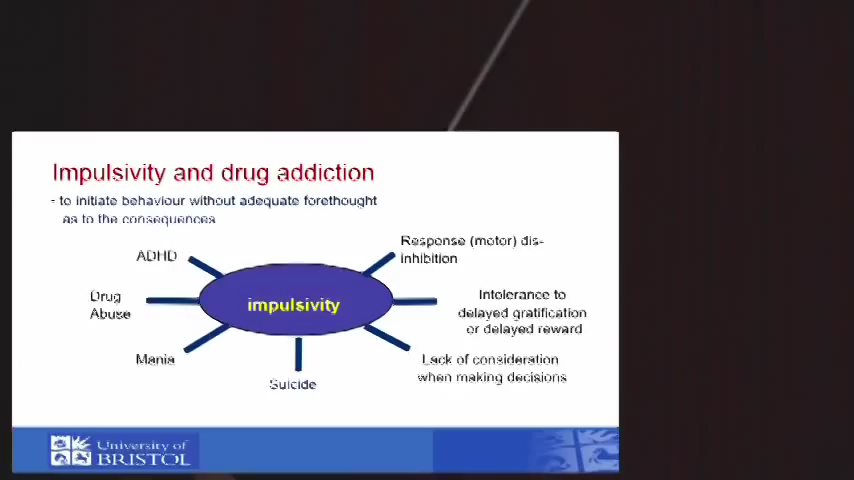 Impulsivity and drug addiction
- to initiate behaviour without adequate forethought
as to the consequences
ADHD
Response (motor) dis-
inhibition
Drug
Abuse
impulsivity
Intolerance to
delayed gratification
or delayed reward
Mania
Lack of consideration
when making decisions
Suicide
University of
BRISTOL